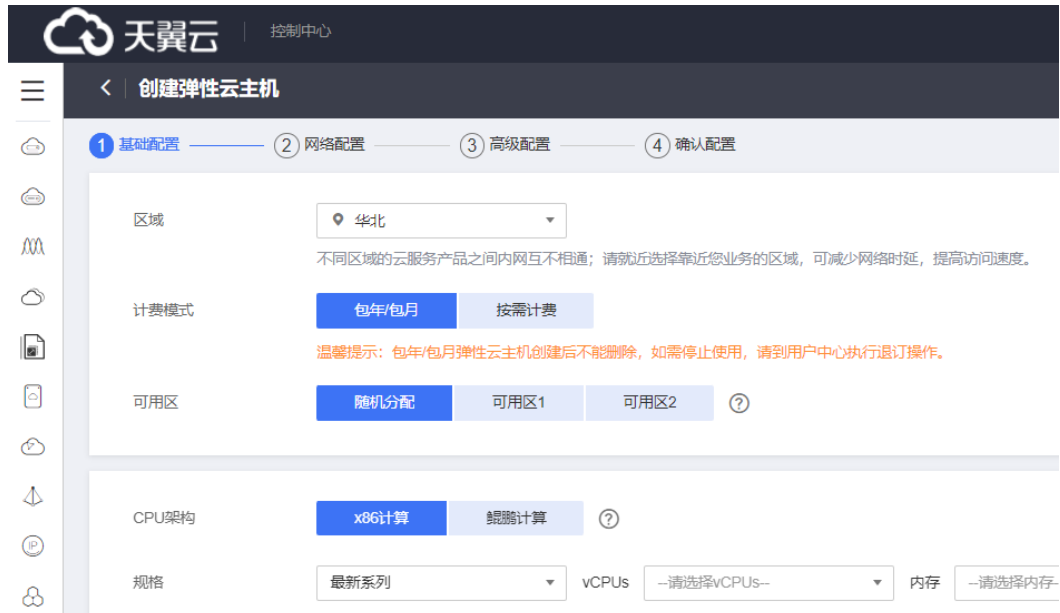 天翼云 控制中心
创建弹性云主机
1 基础配置 2 网络配置 3 高级配置 4 确认配置
区域 华北
不同区域的云服务产品之间内网互不相通；请就近选择靠近您业务的区域，可减少网络时延，提高访问速度。
计费模式 包年/包月 按需计费
温馨提示：包年/包月弹性云主机创建后不能删除，如需停止使用，请到用户中心执行退订操作。
可用区 随机分配 可用区1 可用区2 ?
CPU架构 x86计算 鲲鹏计算 ?
IP
规格 最新系列 vCPUs --请选择vCPUs-- 内存 --请选择内存-